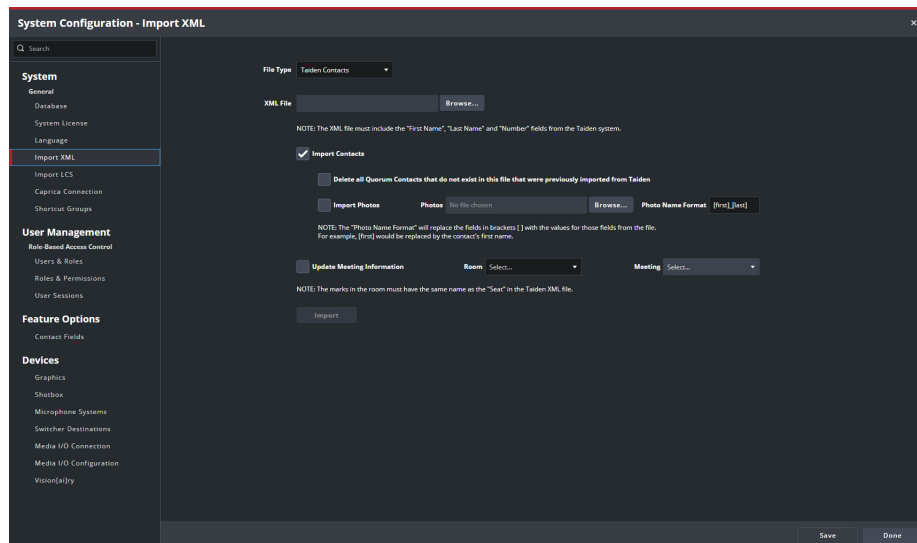 System Configuration - Import XML
×
Search
System
General
Database
System License
Language
Import XML
Import LCS
Caprica Connection
Shortcut Groups
User Management
Role-Based Access Control
Users & Roles
Roles & Permissions
User Sessions
Feature Options
Contact Fields
Devices
Graphics
Shotbox
Microphone Systems
Switcher Destinations
Media I/O Connection
Media I/O Configuration
Vision[ai]ry
File Type Taiden Contacts
XML File Browse...
NOTE: The XML file must include the "First Name", "Last Name" and "Number" fields from the Taiden system.
Import Contacts
Delete all Quorum Contacts that do not exist in this file that were previously imported from Taiden
Import Photos Photos No file chosen Browse... Photo Name Format [first]_[last]
NOTE: The "Photo Name Format" will replace the fields in brackets [ ] with the values for those fields from the file.
For example, [first] would be replaced by the contact's first name.
Update Meeting Information Room Select... Meeting Select...
NOTE: The marks in the room must have the same name as the "Seat" in the Taiden XML file.
Import
Save Done